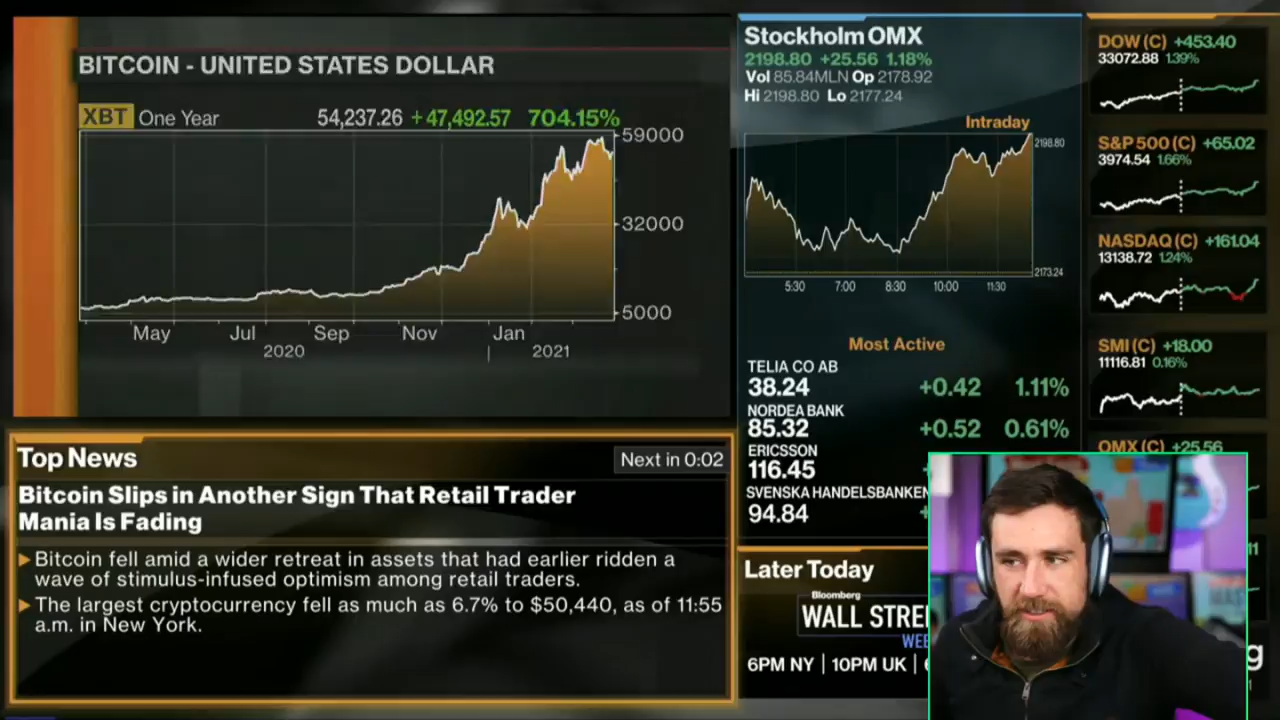 BITCOIN - UNITED STATES DOLLAR
XBT One Year 54,237.26 +47,492.57 704.15%
59000
32000
5000
May Jul Sep Nov Jan
2020 2021
Top News
Next in 0:02
Bitcoin Slips in Another Sign That Retail Trader
Mania Is Fading
Bitcoin fell amid a wider retreat in assets that had earlier ridden a
wave of stimulus-infused optimism among retail traders.
The largest cryptocurrency fell as much as 6.7% to $50,440, as of 11:55
a.m. in New York.
Stockholm OMX
2198.80 +25.56 1.18%
Vol 85.84MLN Op 2178.92
Hi 2198.80 Lo 2177.24
Intraday
2198.80
2173.24
5:30 7:00 8:30 10:00 11:30
Most Active
TELIA CO AB
38.24 +0.42 1.11%
NORDEA BANK
85.32 +0.52 0.61%
ERICSSON
116.45
SVENSKA HANDELSBANKEN
94.84
Later Today
Bloomberg
WALL STRE
WEE
6PM NY | 10PM UK |
DOW (C) +453.40
33072.88 1.39%
S&P 500 (C) +65.02
3974.54 1.66%
NASDAQ (C) +161.04
13138.72 1.24%
SMI (C) +18.00
11116.81 0.16%
OMX (C) +25.56